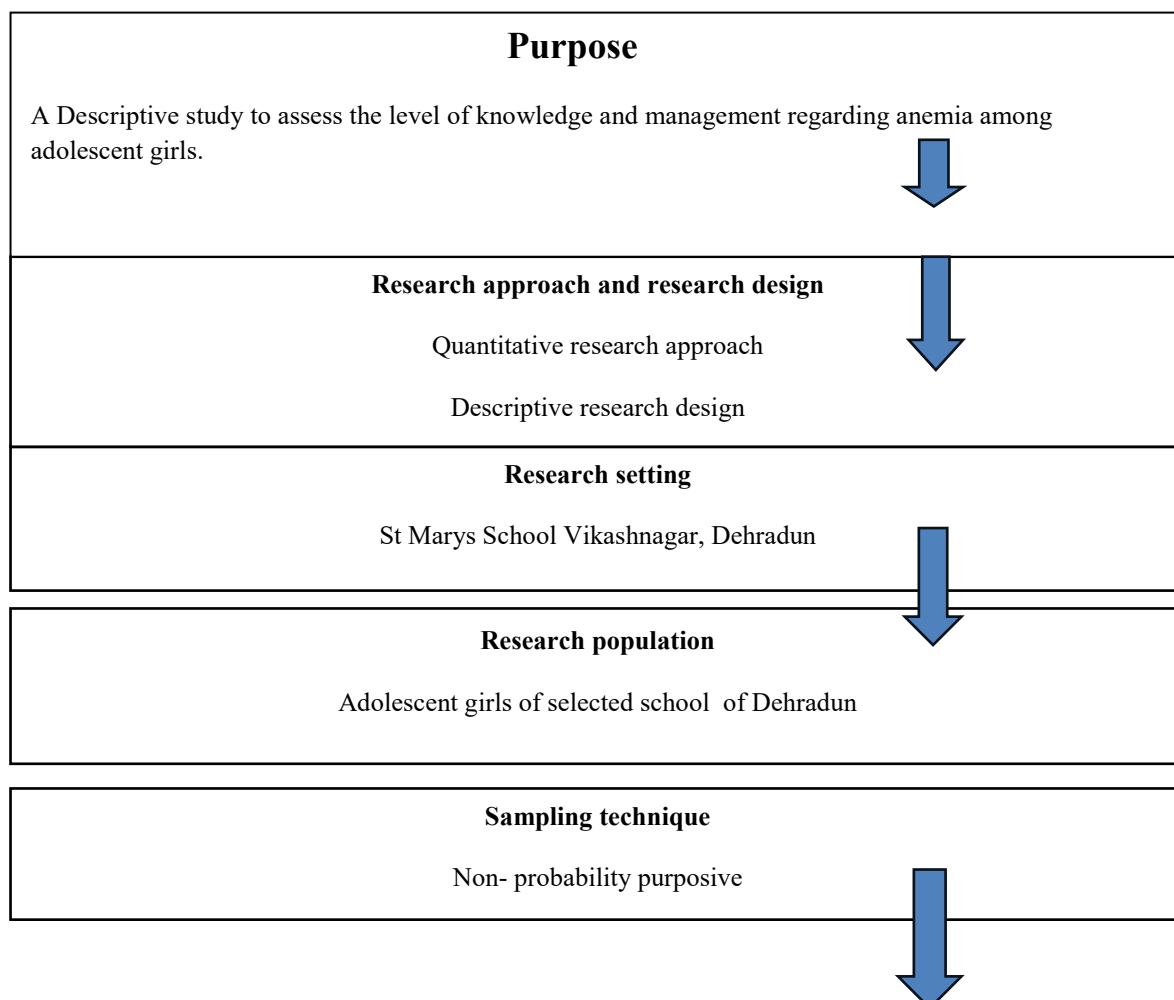 Purpose
A Descriptive study to assess the level of knowledge and management regarding anemia among
adolescent girls.
Research approach and research design
Quantitative research approach
Descriptive research design
Research setting
St Marys School Vikashnagar, Dehradun
Research population
Adolescent girls of selected school of Dehradun
Sampling technique
Non- probability purposive